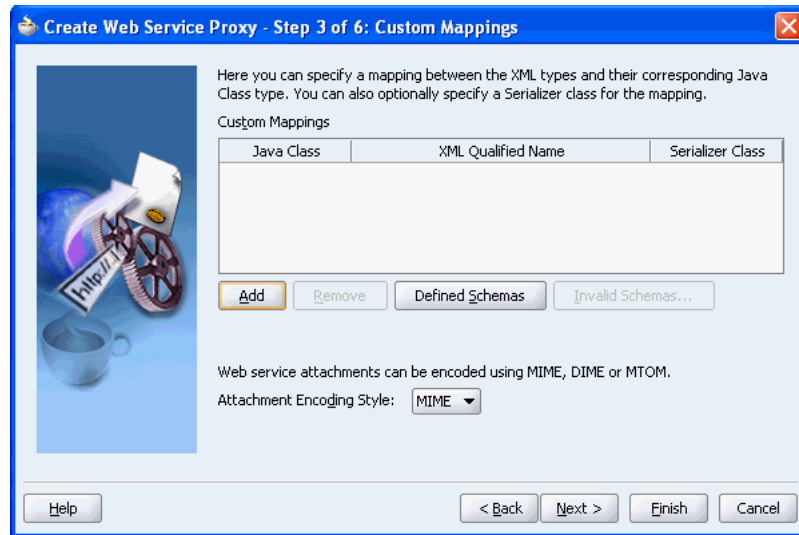 Create Web Service Proxy - Step 3 of 6: Custom Mappings
Here you can specify a mapping between the XML types and their corresponding Java
Class type. You can also optionally specify a Serializer class for the mapping.
Custom Mappings
Java Class XML Qualified Name Serializer Class
Add Remove Defined Schemas Invalid Schemas...
Web service attachments can be encoded using MIME, DIME or MTOM.
Attachment Encoding Style: MIME
http://
Help < Back Next > Finish Cancel